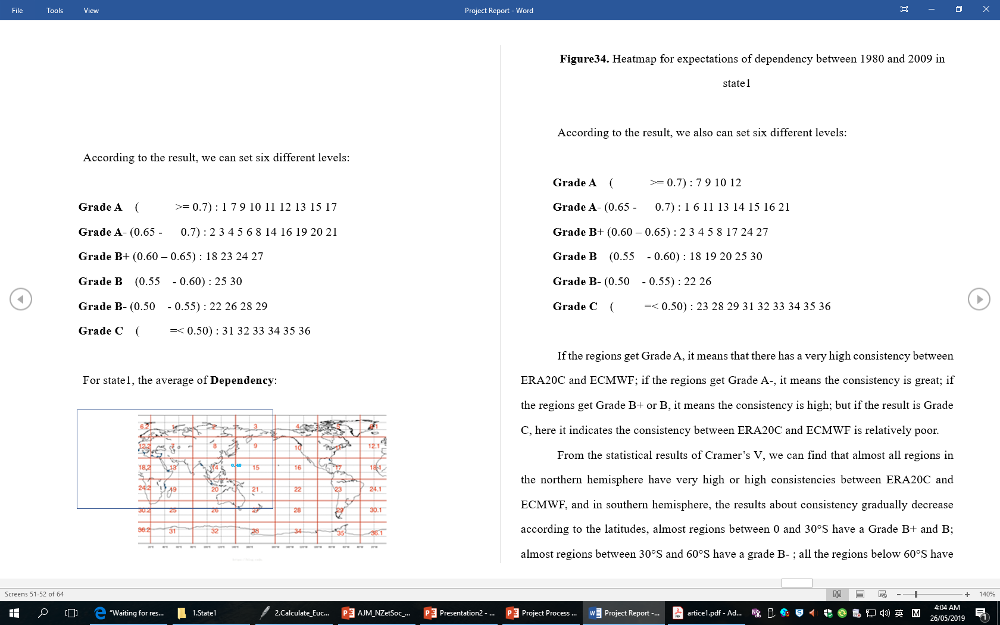 File Tools View Project Report - Word
According to the result, we can set six different levels:
Grade A ( >= 0.7) : 1 7 9 10 11 12 13 15 17
Grade A- (0.65 - 0.7) : 2 3 4 5 6 8 14 16 19 20 21
Grade B+ (0.60 – 0.65) : 18 23 24 27
Grade B (0.55 - 0.60) : 25 30
Grade B- (0.50 - 0.55) : 22 26 28 29
Grade C ( =< 0.50) : 31 32 33 34 35 36
For state1, the average of Dependency:
6.2 1 2 3 4 5 6.1
12.2 7 8 9 10 11 12.1
0.48
18.2 13 14 15 16 17 18.1
24.2 19 20 21 22 23 24.1
30.2 25 26 27 28 29 30.1
36.2 31 32 33 34 35 36.1
Figure34. Heatmap for expectations of dependency between 1980 and 2009 in
state1
According to the result, we also can set six different levels:
Grade A ( >= 0.7) : 7 9 10 12
Grade A- (0.65 - 0.7) : 1 6 11 13 14 15 16 21
Grade B+ (0.60 – 0.65) : 2 3 4 5 8 17 24 27
Grade B (0.55 - 0.60) : 18 19 20 25 30
Grade B- (0.50 - 0.55) : 22 26
Grade C ( =< 0.50) : 23 28 29 31 32 33 34 35 36
If the regions get Grade A, it means that there has a very high consistency between
ERA20C and ECMWF; if the regions get Grade A-, it means the consistency is great; if
the regions get Grade B+ or B, it means the consistency is high; but if the result is Grade
C, here it indicates the consistency between ERA20C and ECMWF is relatively poor.
From the statistical results of Cramer’s V, we can find that almost all regions in
the northern hemisphere have very high or high consistencies between ERA20C and
ECMWF, and in southern hemisphere, the results about consistency gradually decrease
according to the latitudes, almost regions between 0 and 30°S have a Grade B+ and B;
almost regions between 30°S and 60°S have a grade B- ; all the regions below 60°S have
Screens 51-52 of 64 140%
"Waiting for res... 1.State1 2.Calculate_Euc... AJM_NZetSoc_... Presentation2 - ... Project Process ... Project Report -... artice1.pdf - Ad... 英 M 4:04 AM
26/05/2019 1